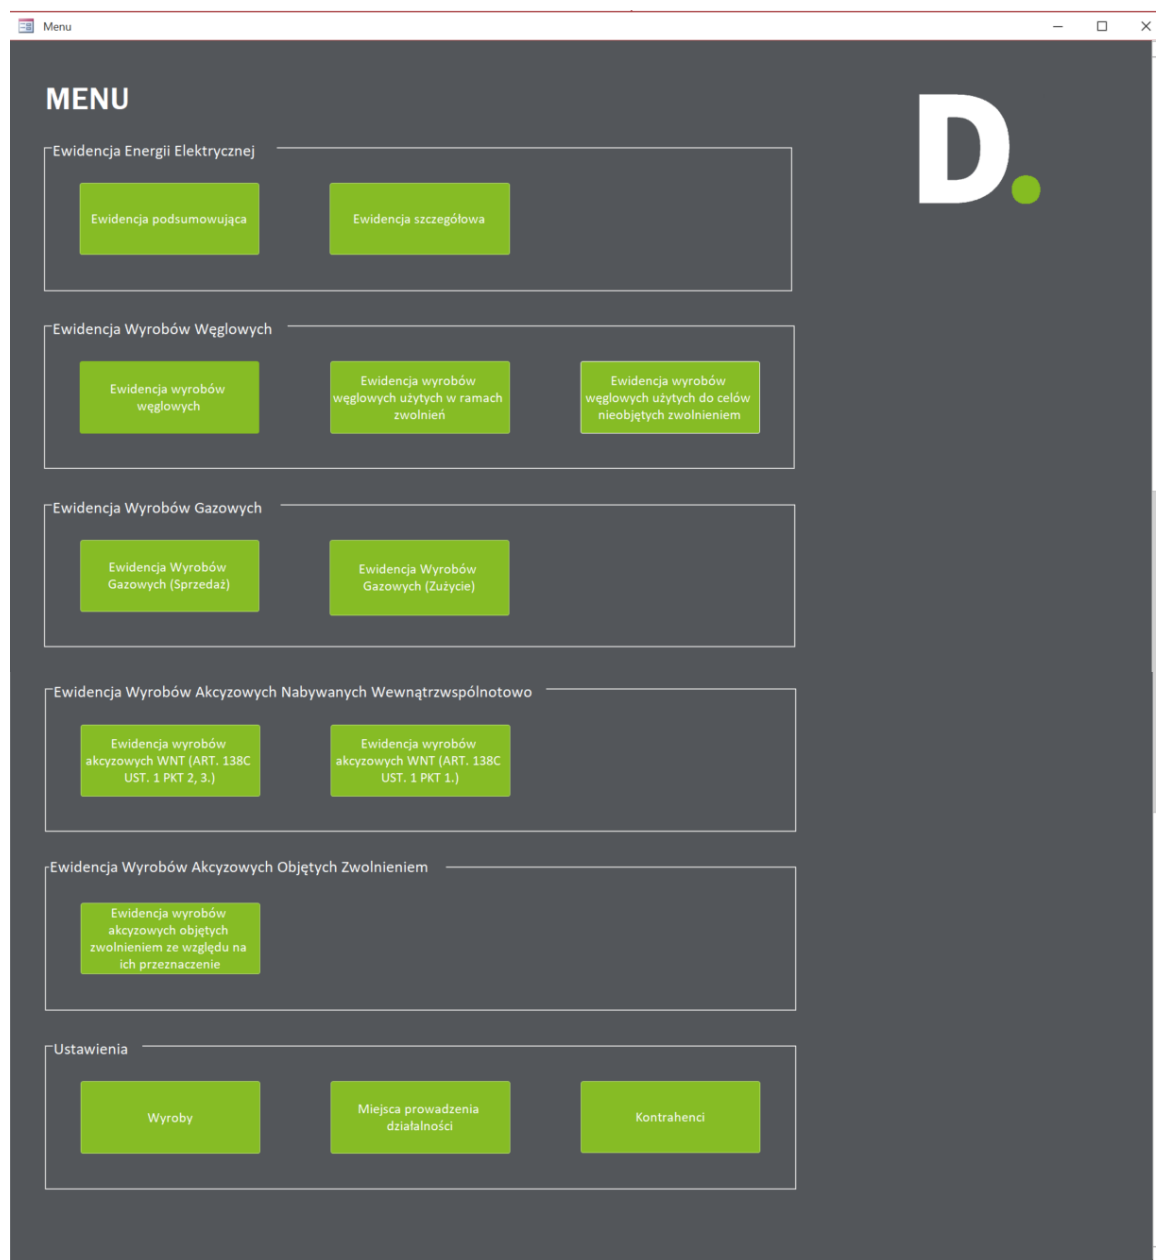 Menu
MENU
D.
Ewidencja Energii Elektrycznej
Ewidencja podsumowująca
Ewidencja szczegółowa
Ewidencja Wyrobów Węglowych
Ewidencja wyrobów
węglowych
Ewidencja wyrobów
węglowych użytych w ramach
zwolnień
Ewidencja wyrobów
węglowych użytych do celów
nieobjętych zwolnieniem
Ewidencja Wyrobów Gazowych
Ewidencja Wyrobów
Gazowych (Sprzedaż)
Ewidencja Wyrobów
Gazowych (Zużycie)
Ewidencja Wyrobów Akcyzowych Nabywanych Wewnątrzwspólnotowo
Ewidencja wyrobów
akcyzowych WNT (ART. 138C
UST. 1 PKT 2, 3.)
Ewidencja wyrobów
akcyzowych WNT (ART. 138C
UST. 1 PKT 1.)
Ewidencja Wyrobów Akcyzowych Objętych Zwolnieniem
Ewidencja wyrobów
akcyzowych objętych
zwolnieniem ze względu na
ich przeznaczenie
Ustawienia
Wyroby
Miejsca prowadzenia
działalności
Kontrahenci